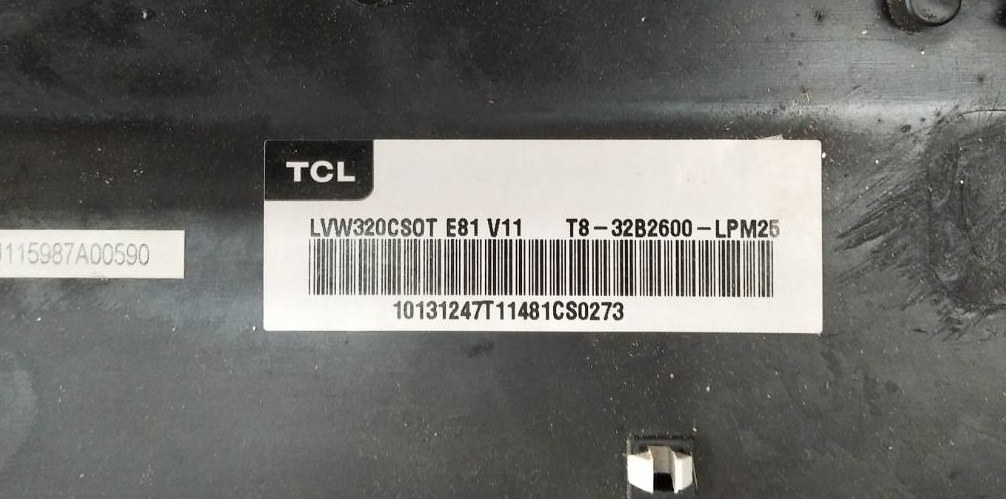 TCL
LVW320CSOT E81 V11 T8-32B2600-LPM25
115987A00590
10131247T11481CS0273